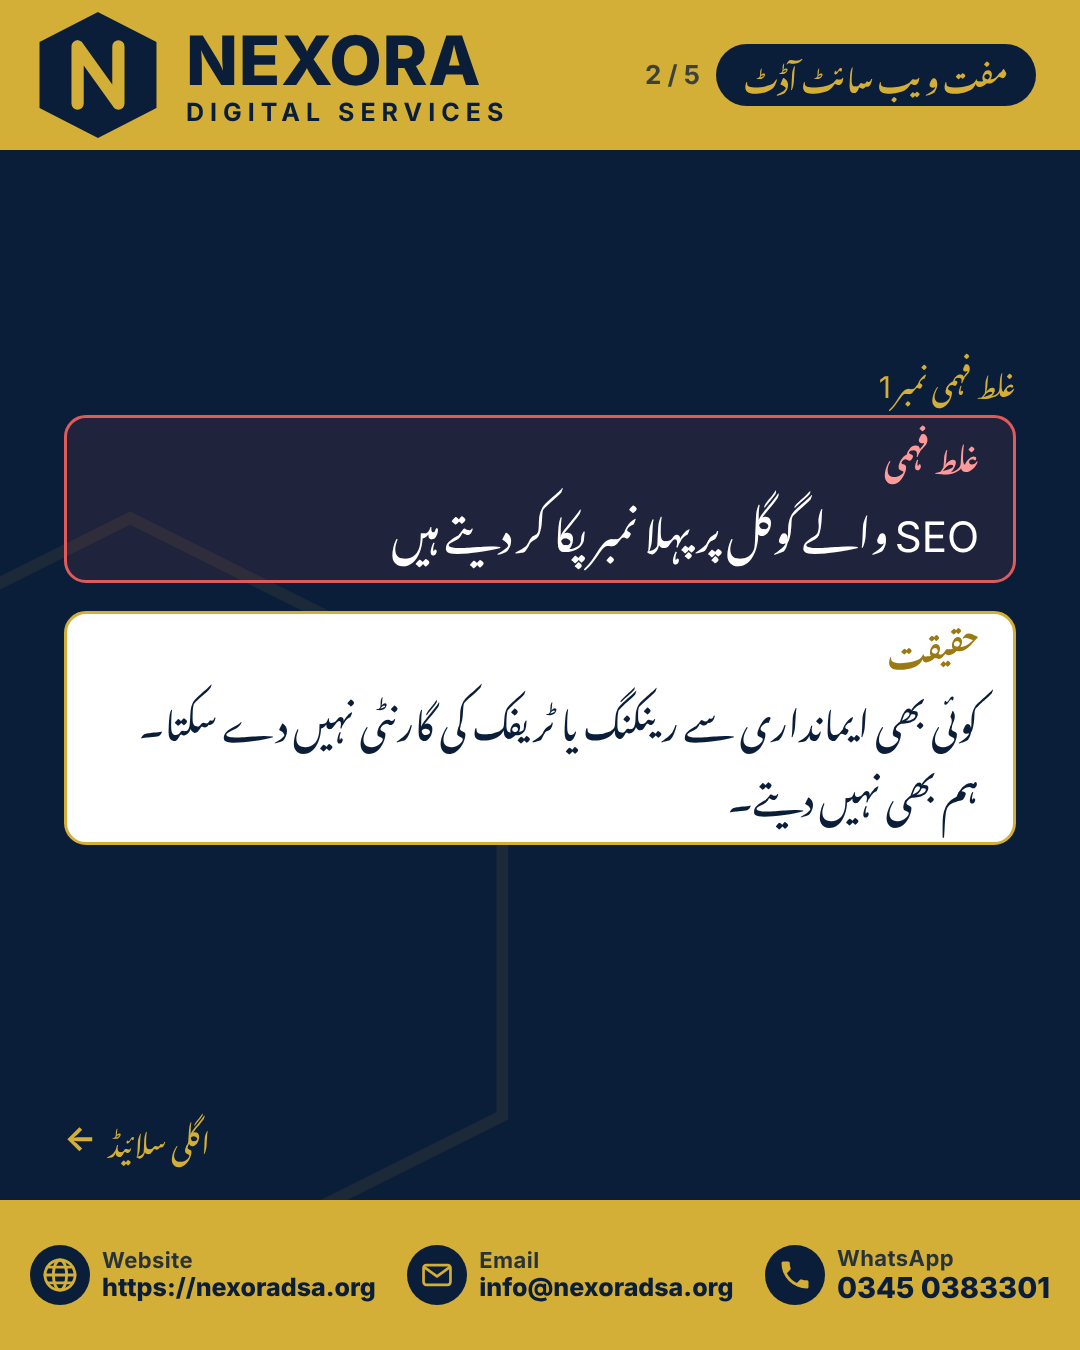 NEXORA
DIGITAL SERVICES
2 / 5
مفت ویب سائٹ آڈٹ
غلط فہمی نمبر 1
غلط فہمی
SEO والے گوگل پر پہلا نمبر پکا کر دیتے ہیں
حقیقت
کوئی بھی ایمانداری سے رینکنگ یا ٹریفک کی گارنٹی نہیں دے سکتا۔
ہم بھی نہیں دیتے۔
اگلی سلائیڈ ←
Website
https://nexoradsa.org
Email
info@nexoradsa.org
WhatsApp
0345 0383301